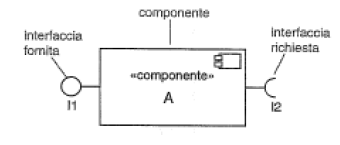 componente
interfaccia
fornita
interfaccia
richiesta
«componente»
A
I1
I2